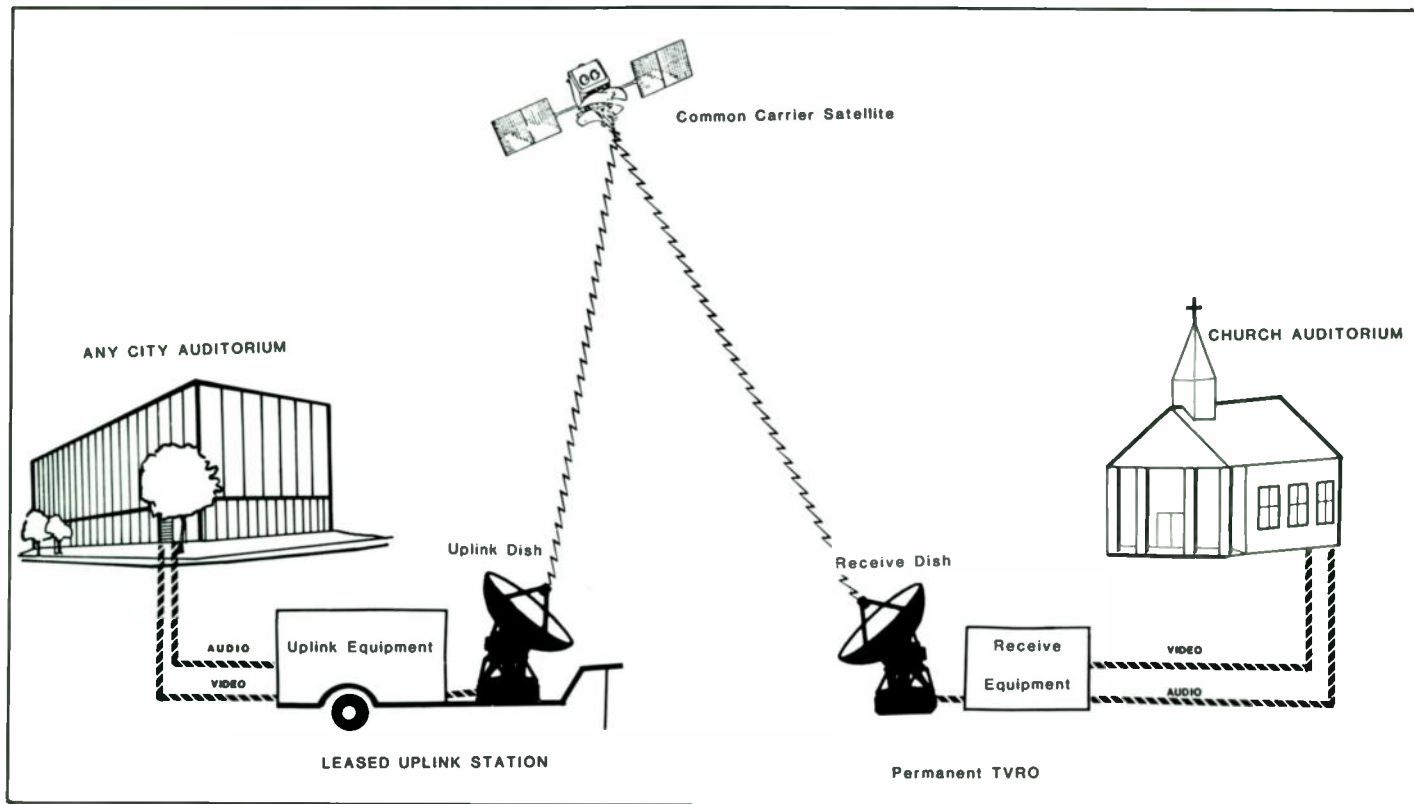 Common Carrier Satellite
ANY CITY AUDITORIUM
CHURCH AUDITORIUM
Uplink Dish
Receive Dish
AUDIO
VIDEO
Uplink Equipment
Receive
Equipment
VIDEO
AUDIO
LEASED UPLINK STATION
Permanent TVRO